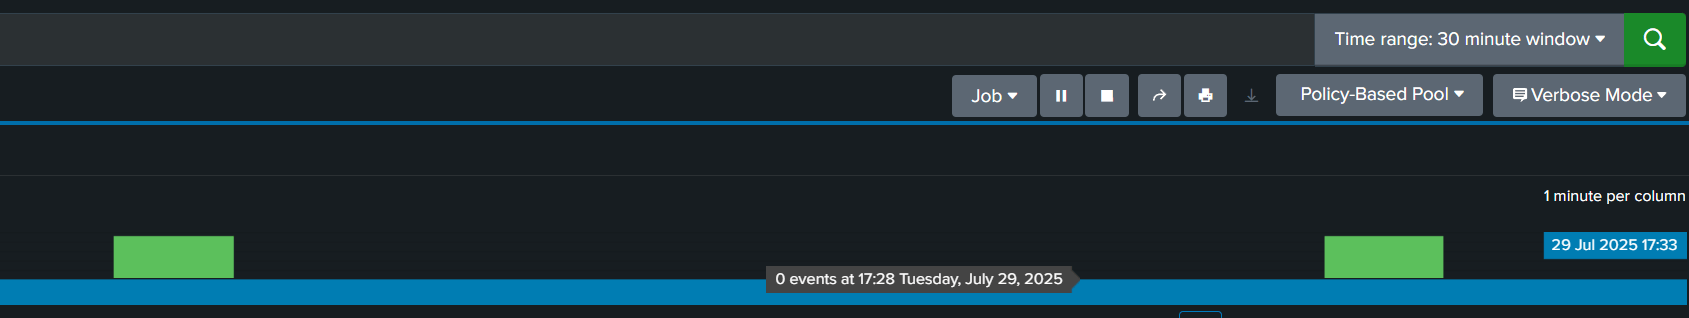 Time range: 30 minute window
Job
Policy-Based Pool
Verbose Mode
1 minute per column
29 Jul 2025 17:33
0 events at 17:28 Tuesday, July 29, 2025